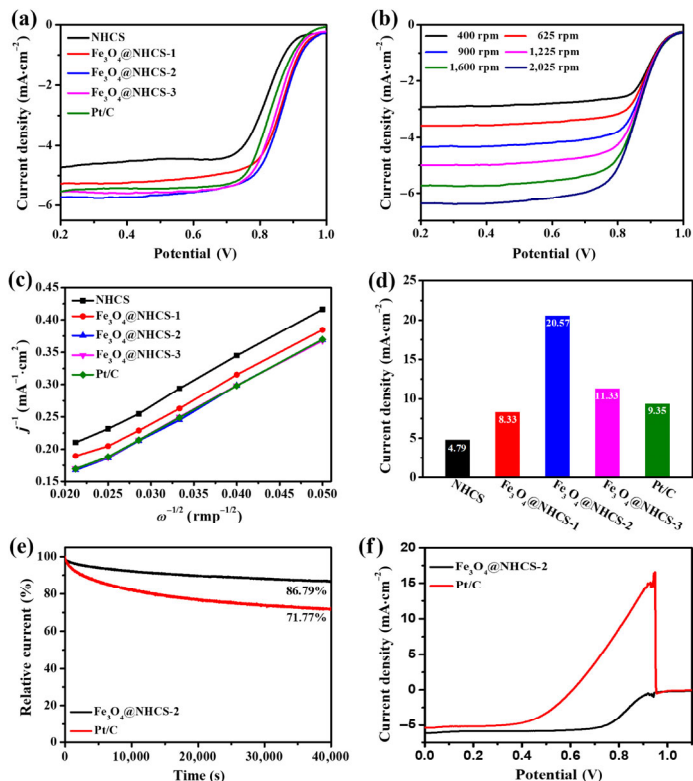 (a)
NHCS
Fe₃O₄@NHCS-1
Fe₃O₄@NHCS-2
Fe₃O₄@NHCS-3
Pt/C
Current density (mA·cm⁻²)
0
−2
−4
−6
0.2 0.4 0.6 0.8 1.0
Potential (V)
(b)
400 rpm 625 rpm
900 rpm 1,225 rpm
1,600 rpm 2,025 rpm
Current density (mA·cm⁻²)
0
−2
−4
−6
0.2 0.4 0.6 0.8 1.0
Potential (V)
(c)
NHCS
Fe₃O₄@NHCS-1
Fe₃O₄@NHCS-2
Fe₃O₄@NHCS-3
Pt/C
j⁻¹ (mA⁻¹·cm²)
0.45
0.40
0.35
0.30
0.25
0.20
0.15
0.020 0.025 0.030 0.035 0.040 0.045 0.050
ω⁻¹/² (rmp⁻¹/²)
(d)
Current density (mA·cm⁻²)
25
20
15
10
5
0
4.79
8.33
20.57
11.33
9.35
NHCS
Fe₃O₄@NHCS-1
Fe₃O₄@NHCS-2
Fe₃O₄@NHCS-3
Pt/C
(e)
Relative current (%)
100
80
60
40
20
0
86.79%
71.77%
Fe₃O₄@NHCS-2
Pt/C
0 10,000 20,000 30,000 40,000
Time (s)
(f)
Fe₃O₄@NHCS-2
Pt/C
Current density (mA·cm⁻²)
25
20
15
10
5
0
−5
0.0 0.2 0.4 0.6 0.8 1.0
Potential (V)